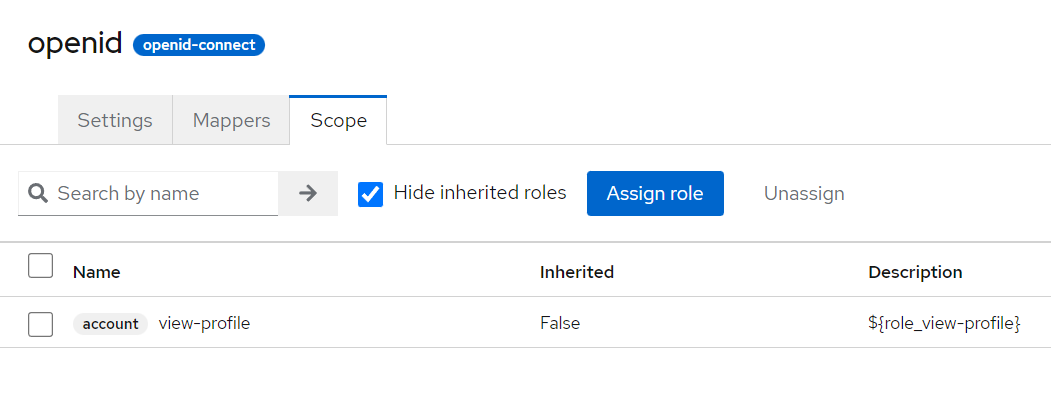 openid openid-connect
Settings Mappers Scope
Search by name Hide inherited roles Assign role Unassign
Name Inherited Description
account view-profile False ${role_view-profile}